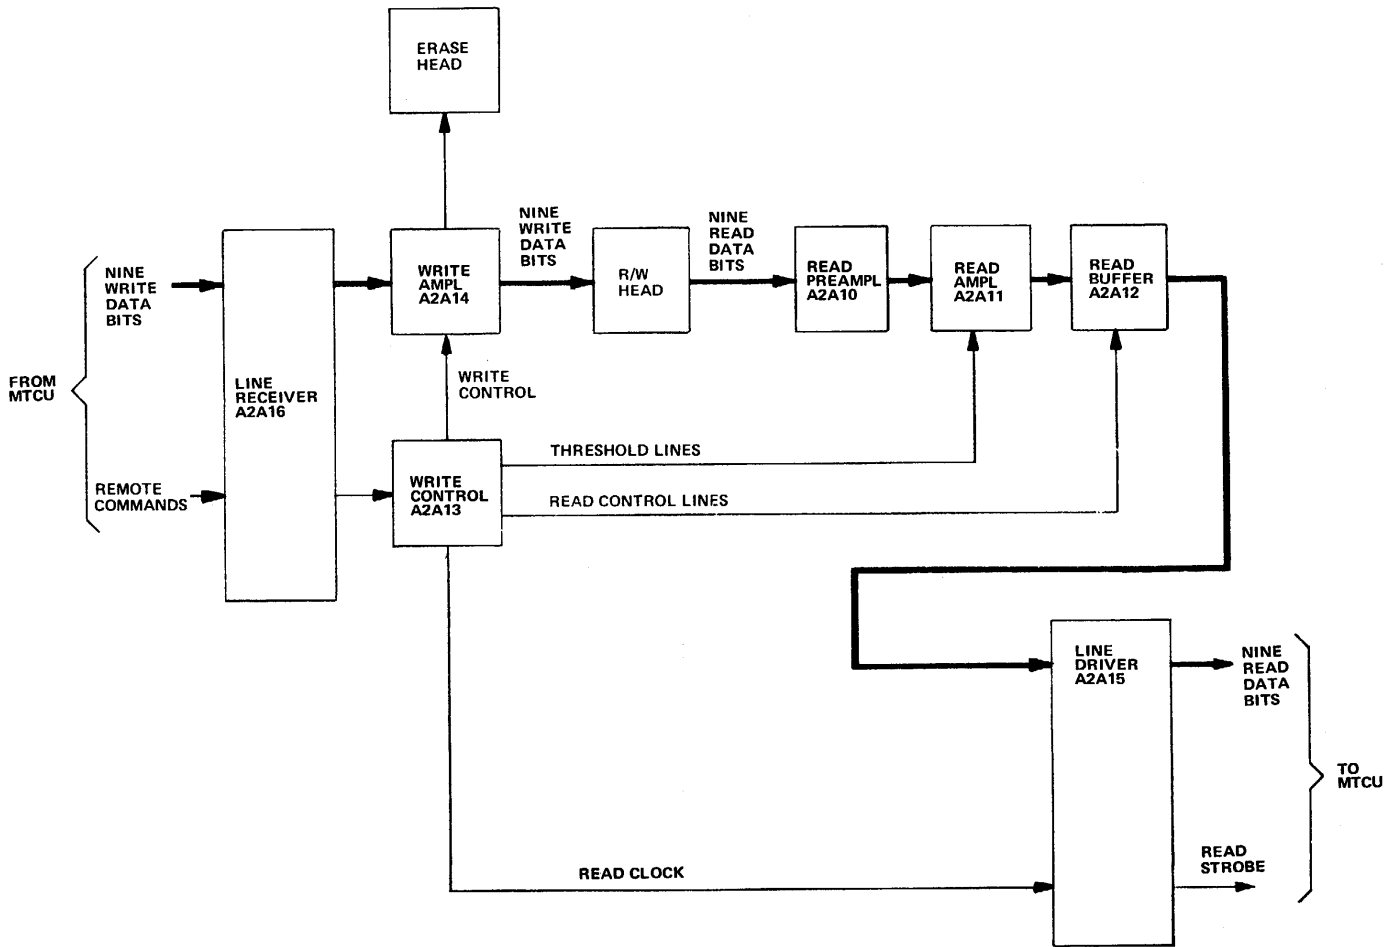 ERASE
HEAD
NINE
WRITE
DATA
BITS
NINE
READ
DATA
BITS
NINE
WRITE
DATA
BITS
WRITE
AMPL
A2A14
R/W
HEAD
READ
PREAMPL
A2A10
READ
AMPL
A2A11
READ
BUFFER
A2A12
FROM
MTCU
LINE
RECEIVER
A2A16
WRITE
CONTROL
REMOTE
COMMANDS
WRITE
CONTROL
A2A13
THRESHOLD LINES
READ CONTROL LINES
LINE
DRIVER
A2A15
NINE
READ
DATA
BITS
TO
MTCU
READ CLOCK
READ
STROBE